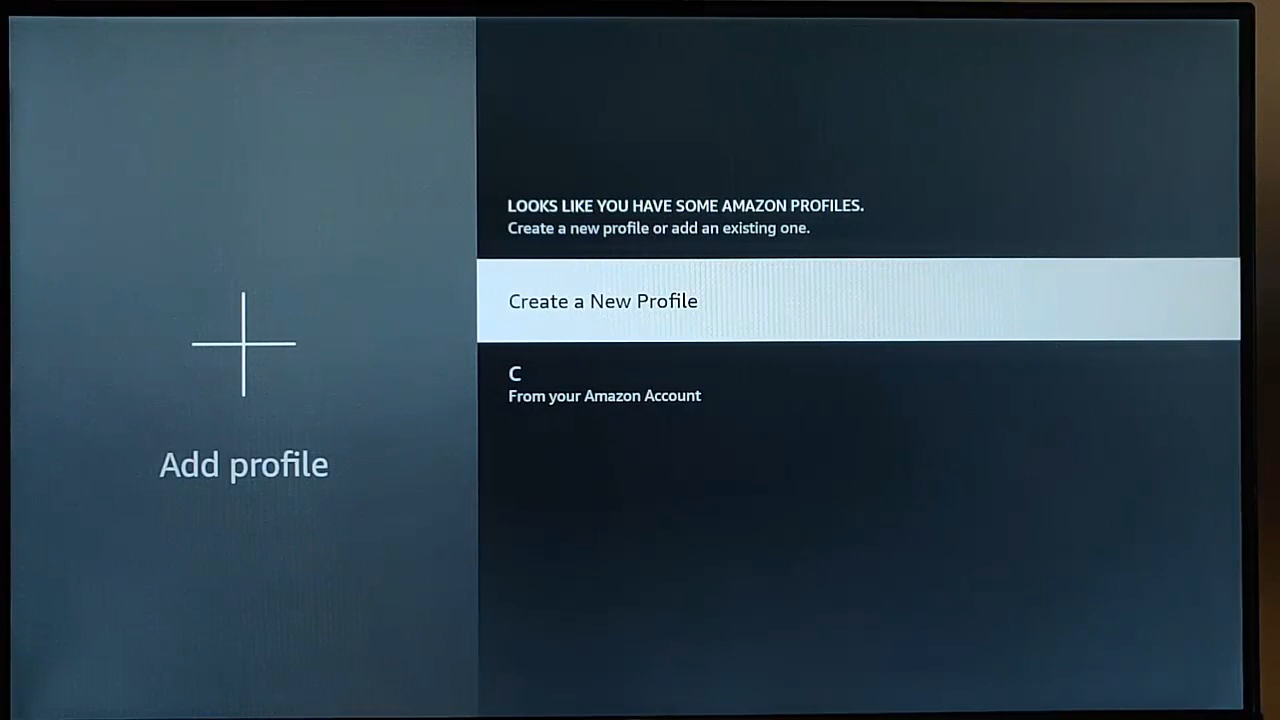 Add profile
LOOKS LIKE YOU HAVE SOME AMAZON PROFILES.
Create a new profile or add an existing one.
Create a New Profile
C
From your Amazon Account